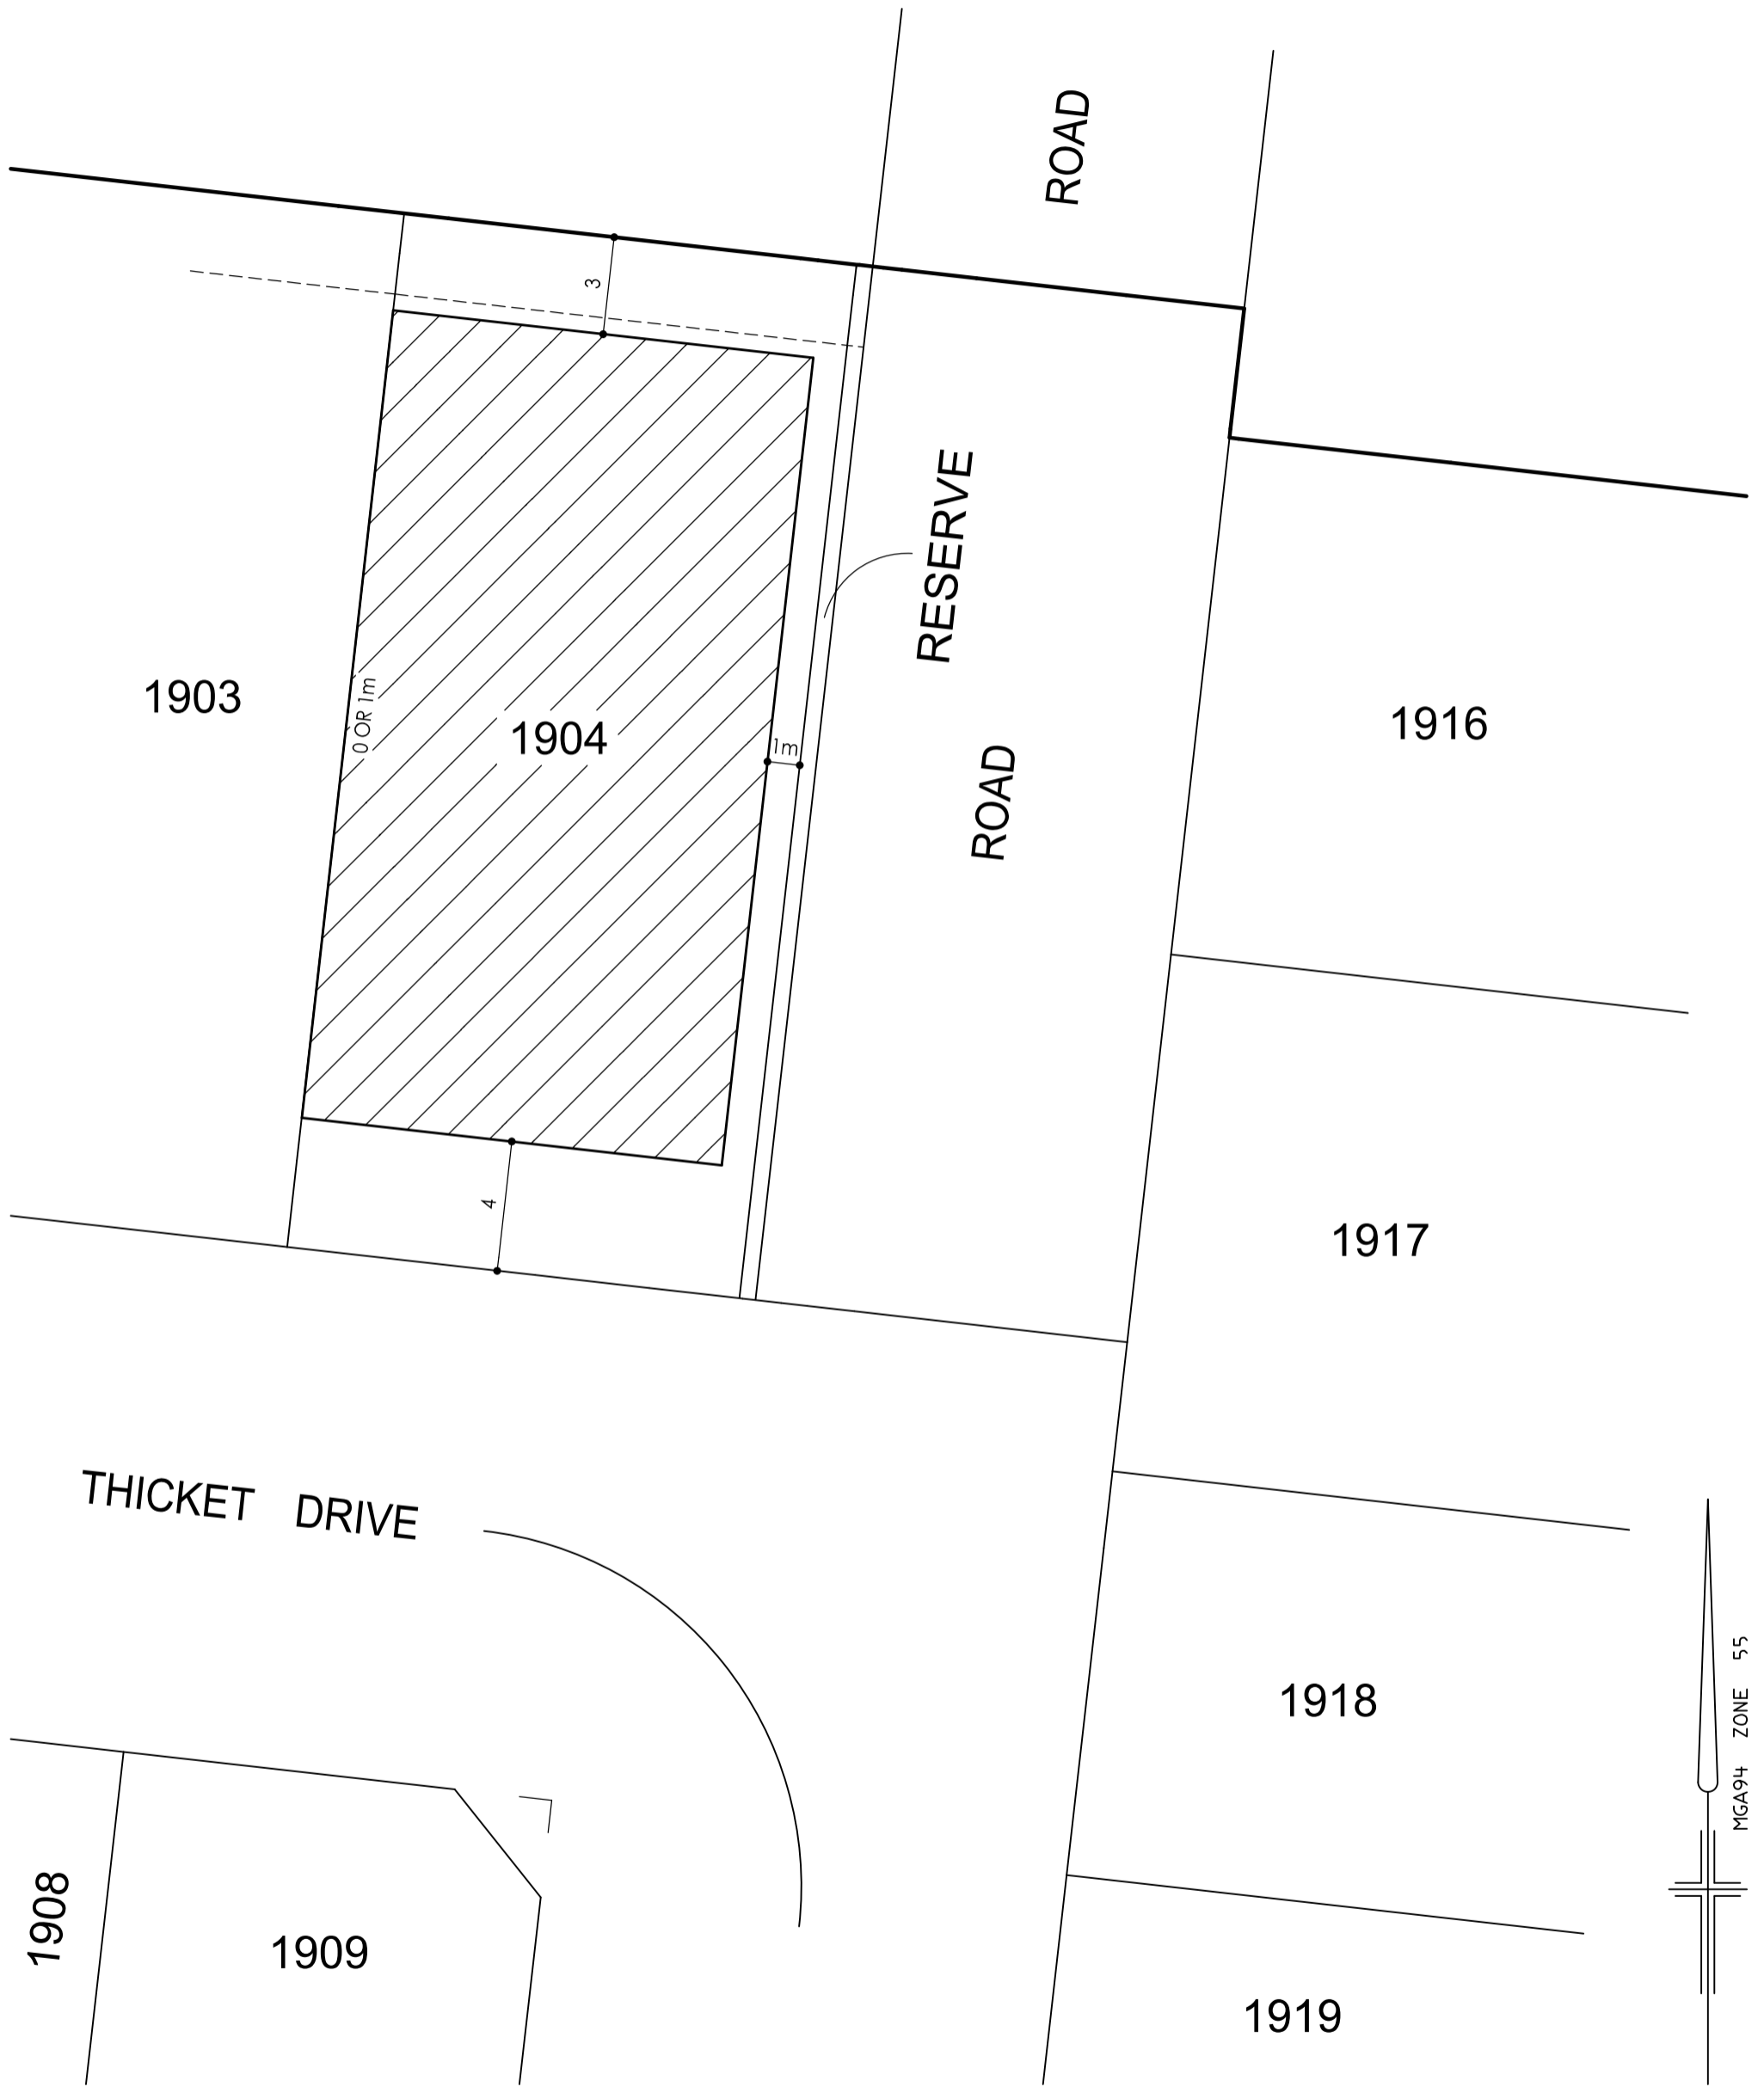 ROAD
3
RESERVE
1903
0 OR 1m
1904
1m
1916
ROAD
4
1917
THICKET DRIVE
MGA94 ZONE 55
1918
1908
1909
1919